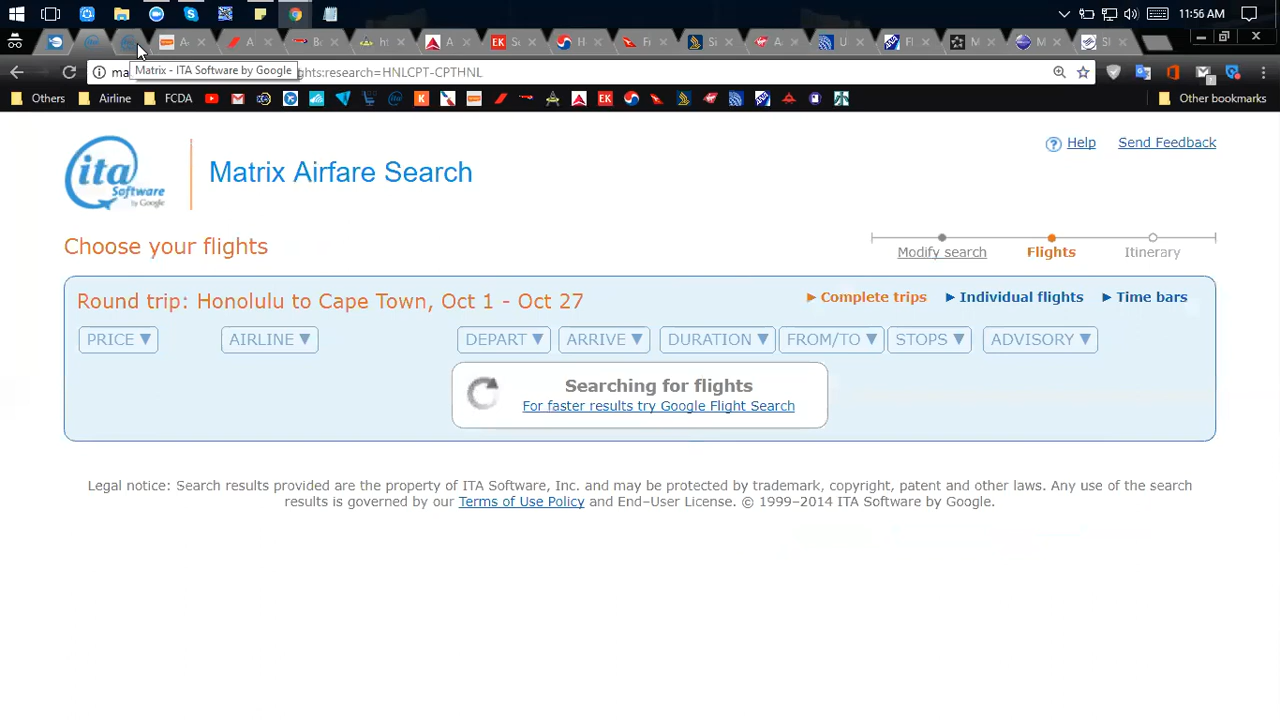 11:56 AM
A
A
B
ht
A
S
H
F
Si
A
U
Fl
M
M
Sl
ma
Matrix - ITA Software by Google
ghts:research=HNLCPT-CPTHNL
Others
Airline
FCDA
Other bookmarks
ita
Software
by Google
Matrix Airfare Search
Help
Send Feedback
Choose your flights
Modify search
Flights
Itinerary
Round trip: Honolulu to Cape Town, Oct 1 - Oct 27
Complete trips
Individual flights
Time bars
PRICE
AIRLINE
DEPART
ARRIVE
DURATION
FROM/TO
STOPS
ADVISORY
Searching for flights
For faster results try Google Flight Search
Legal notice: Search results provided are the property of ITA Software, Inc. and may be protected by trademark, copyright, patent and other laws. Any use of the search
results is governed by our Terms of Use Policy and End-User License. © 1999-2014 ITA Software by Google.